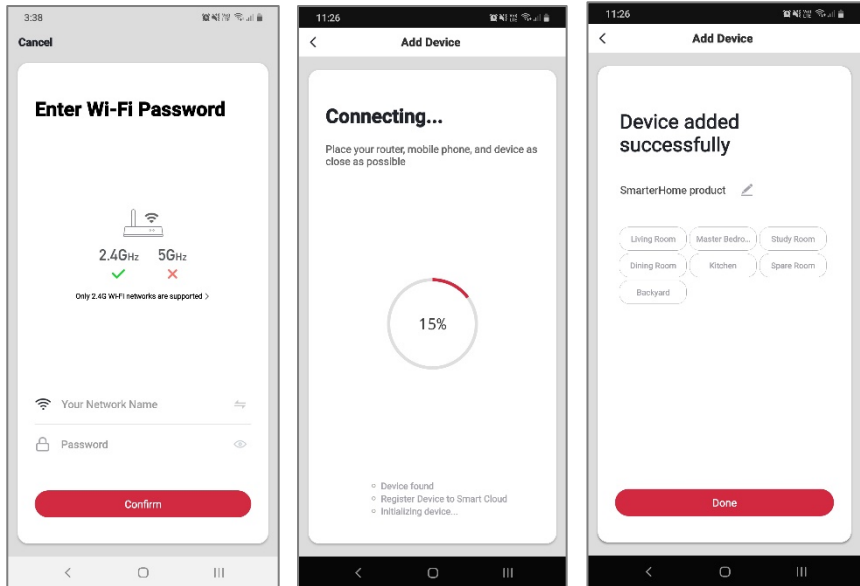 3:38
Cancel
Enter Wi-Fi Password
2.4GHz 5GHz
Only 2.4G Wi-Fi networks are supported >
Your Network Name
Password
Confirm
11:26
Add Device
Connecting...
Place your router, mobile phone, and device as
close as possible
15%
Device found
Register Device to Smart Cloud
Initializing device...
11:26
Add Device
Device added
successfully
SmarterHome product
Living Room Master Bedro... Study Room
Dining Room Kitchen Spare Room
Backyard
Done